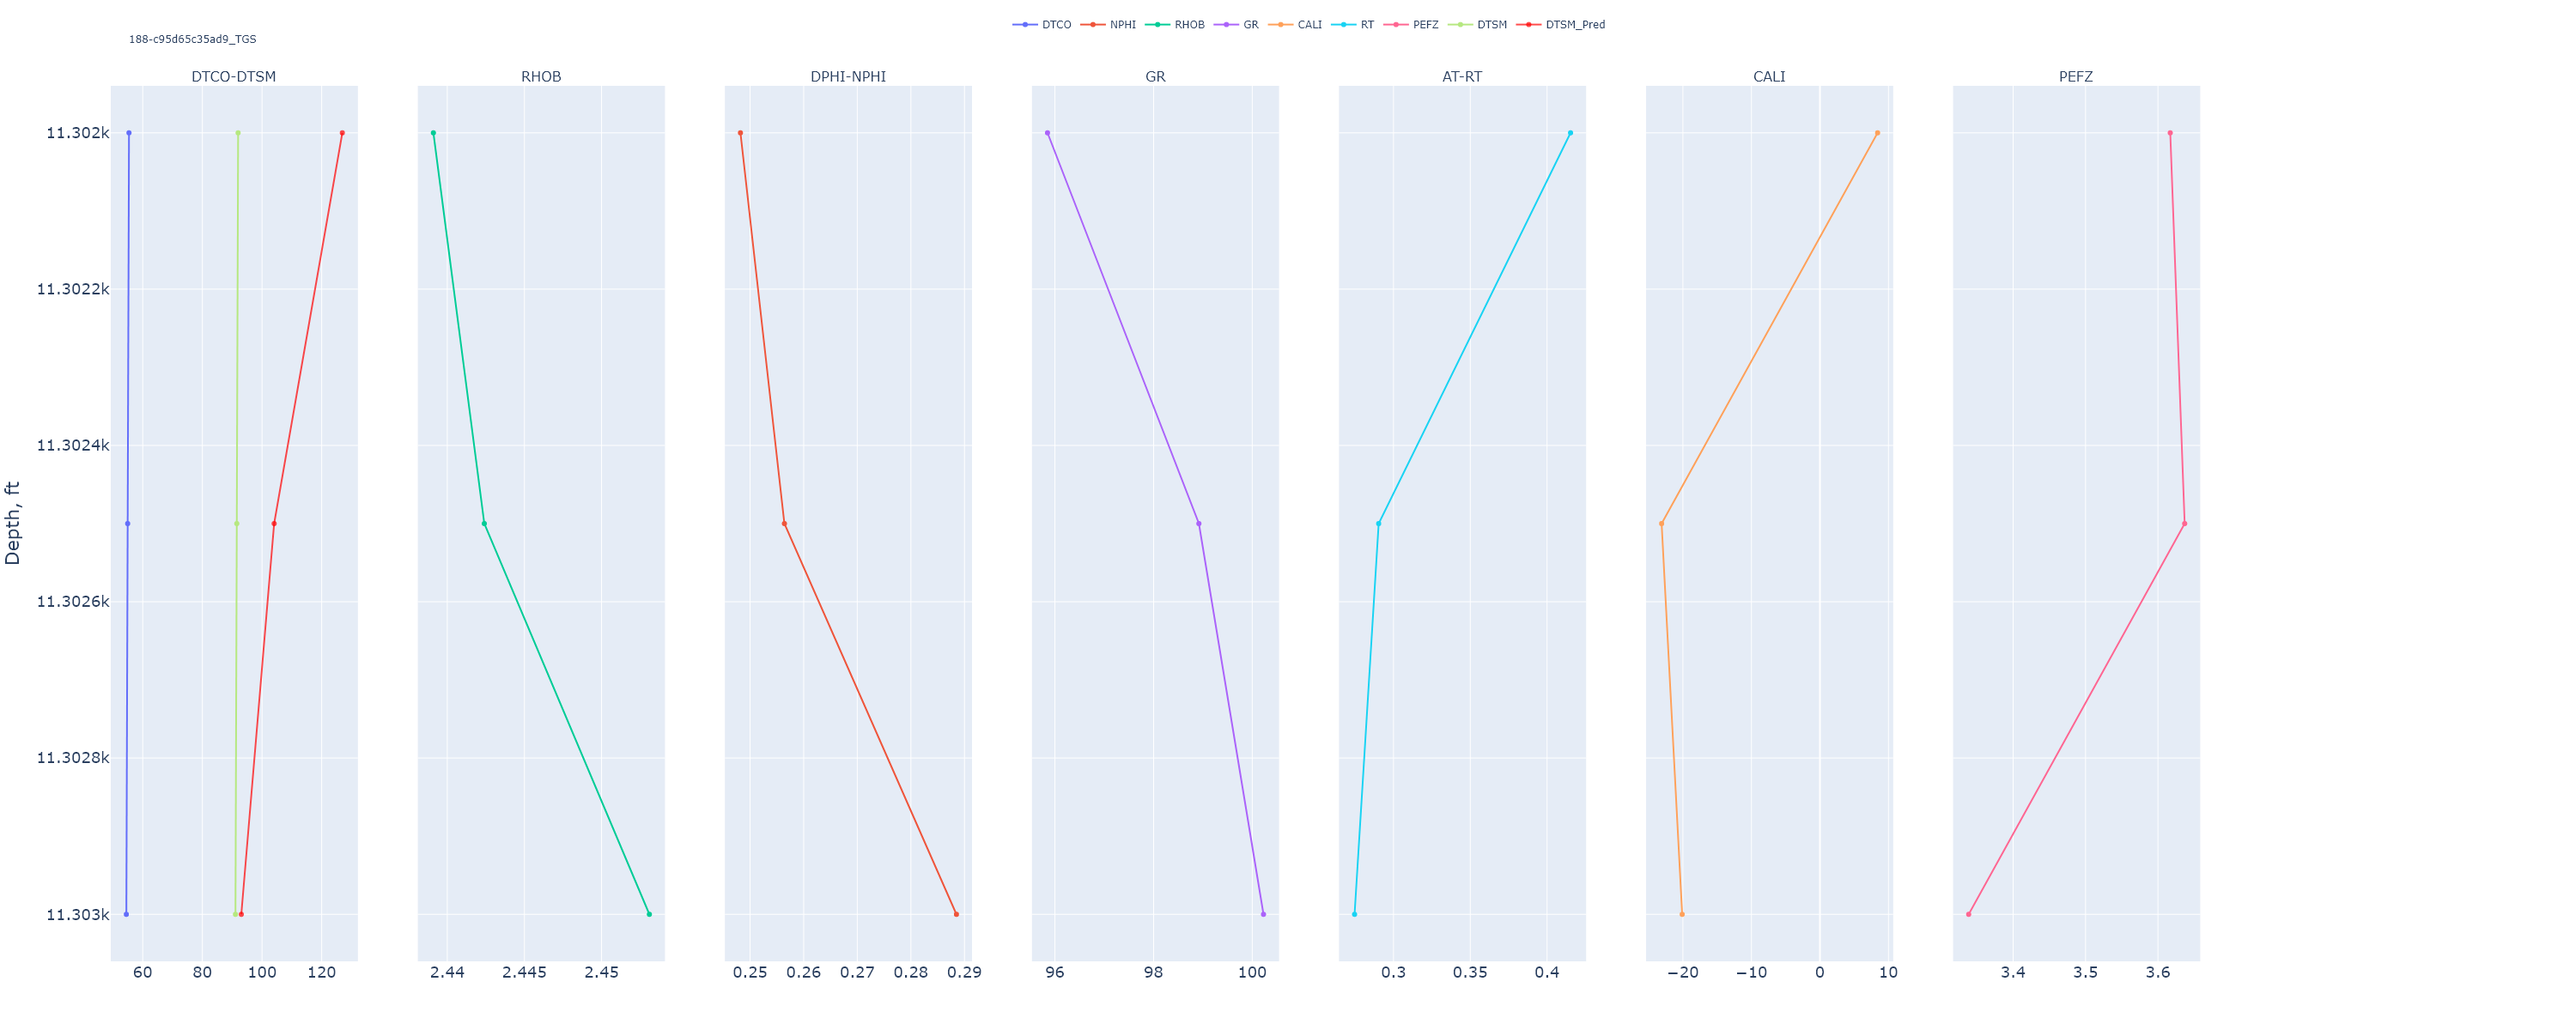 DTCO NPHI RHOB GR CALI RT PEFZ DTSM DTSM_Pred
188-c95d65c35ad9_TGS
DTCO-DTSM RHOB DPHI-NPHI GR AT-RT CALI PEFZ
11.302k
11.3022k
11.3024k
Depth, ft
11.3026k
11.3028k
11.303k
60 80 100 120 2.44 2.445 2.45 0.25 0.26 0.27 0.28 0.29 96 98 100 0.3 0.35 0.4 −20 −10 0 10 3.4 3.5 3.6